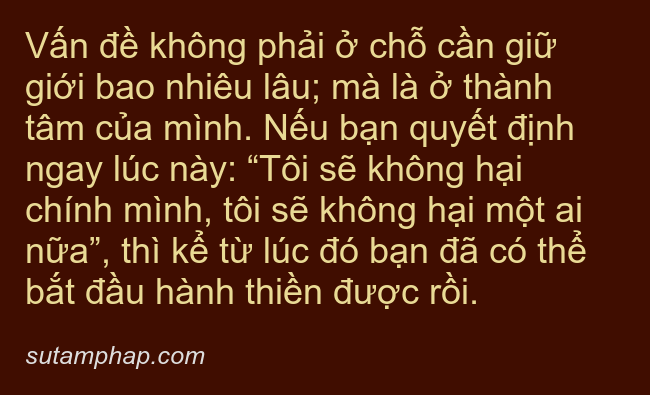 Vấn đề không phải ở chỗ cần giữ
giới bao nhiêu lâu; mà là ở thành
tâm của mình. Nếu bạn quyết định
ngay lúc này: “Tôi sẽ không hại
chính mình, tôi sẽ không hại một ai
nữa”, thì kể từ lúc đó bạn đã có thể
bắt đầu hành thiền được rồi.
sutamphap.com